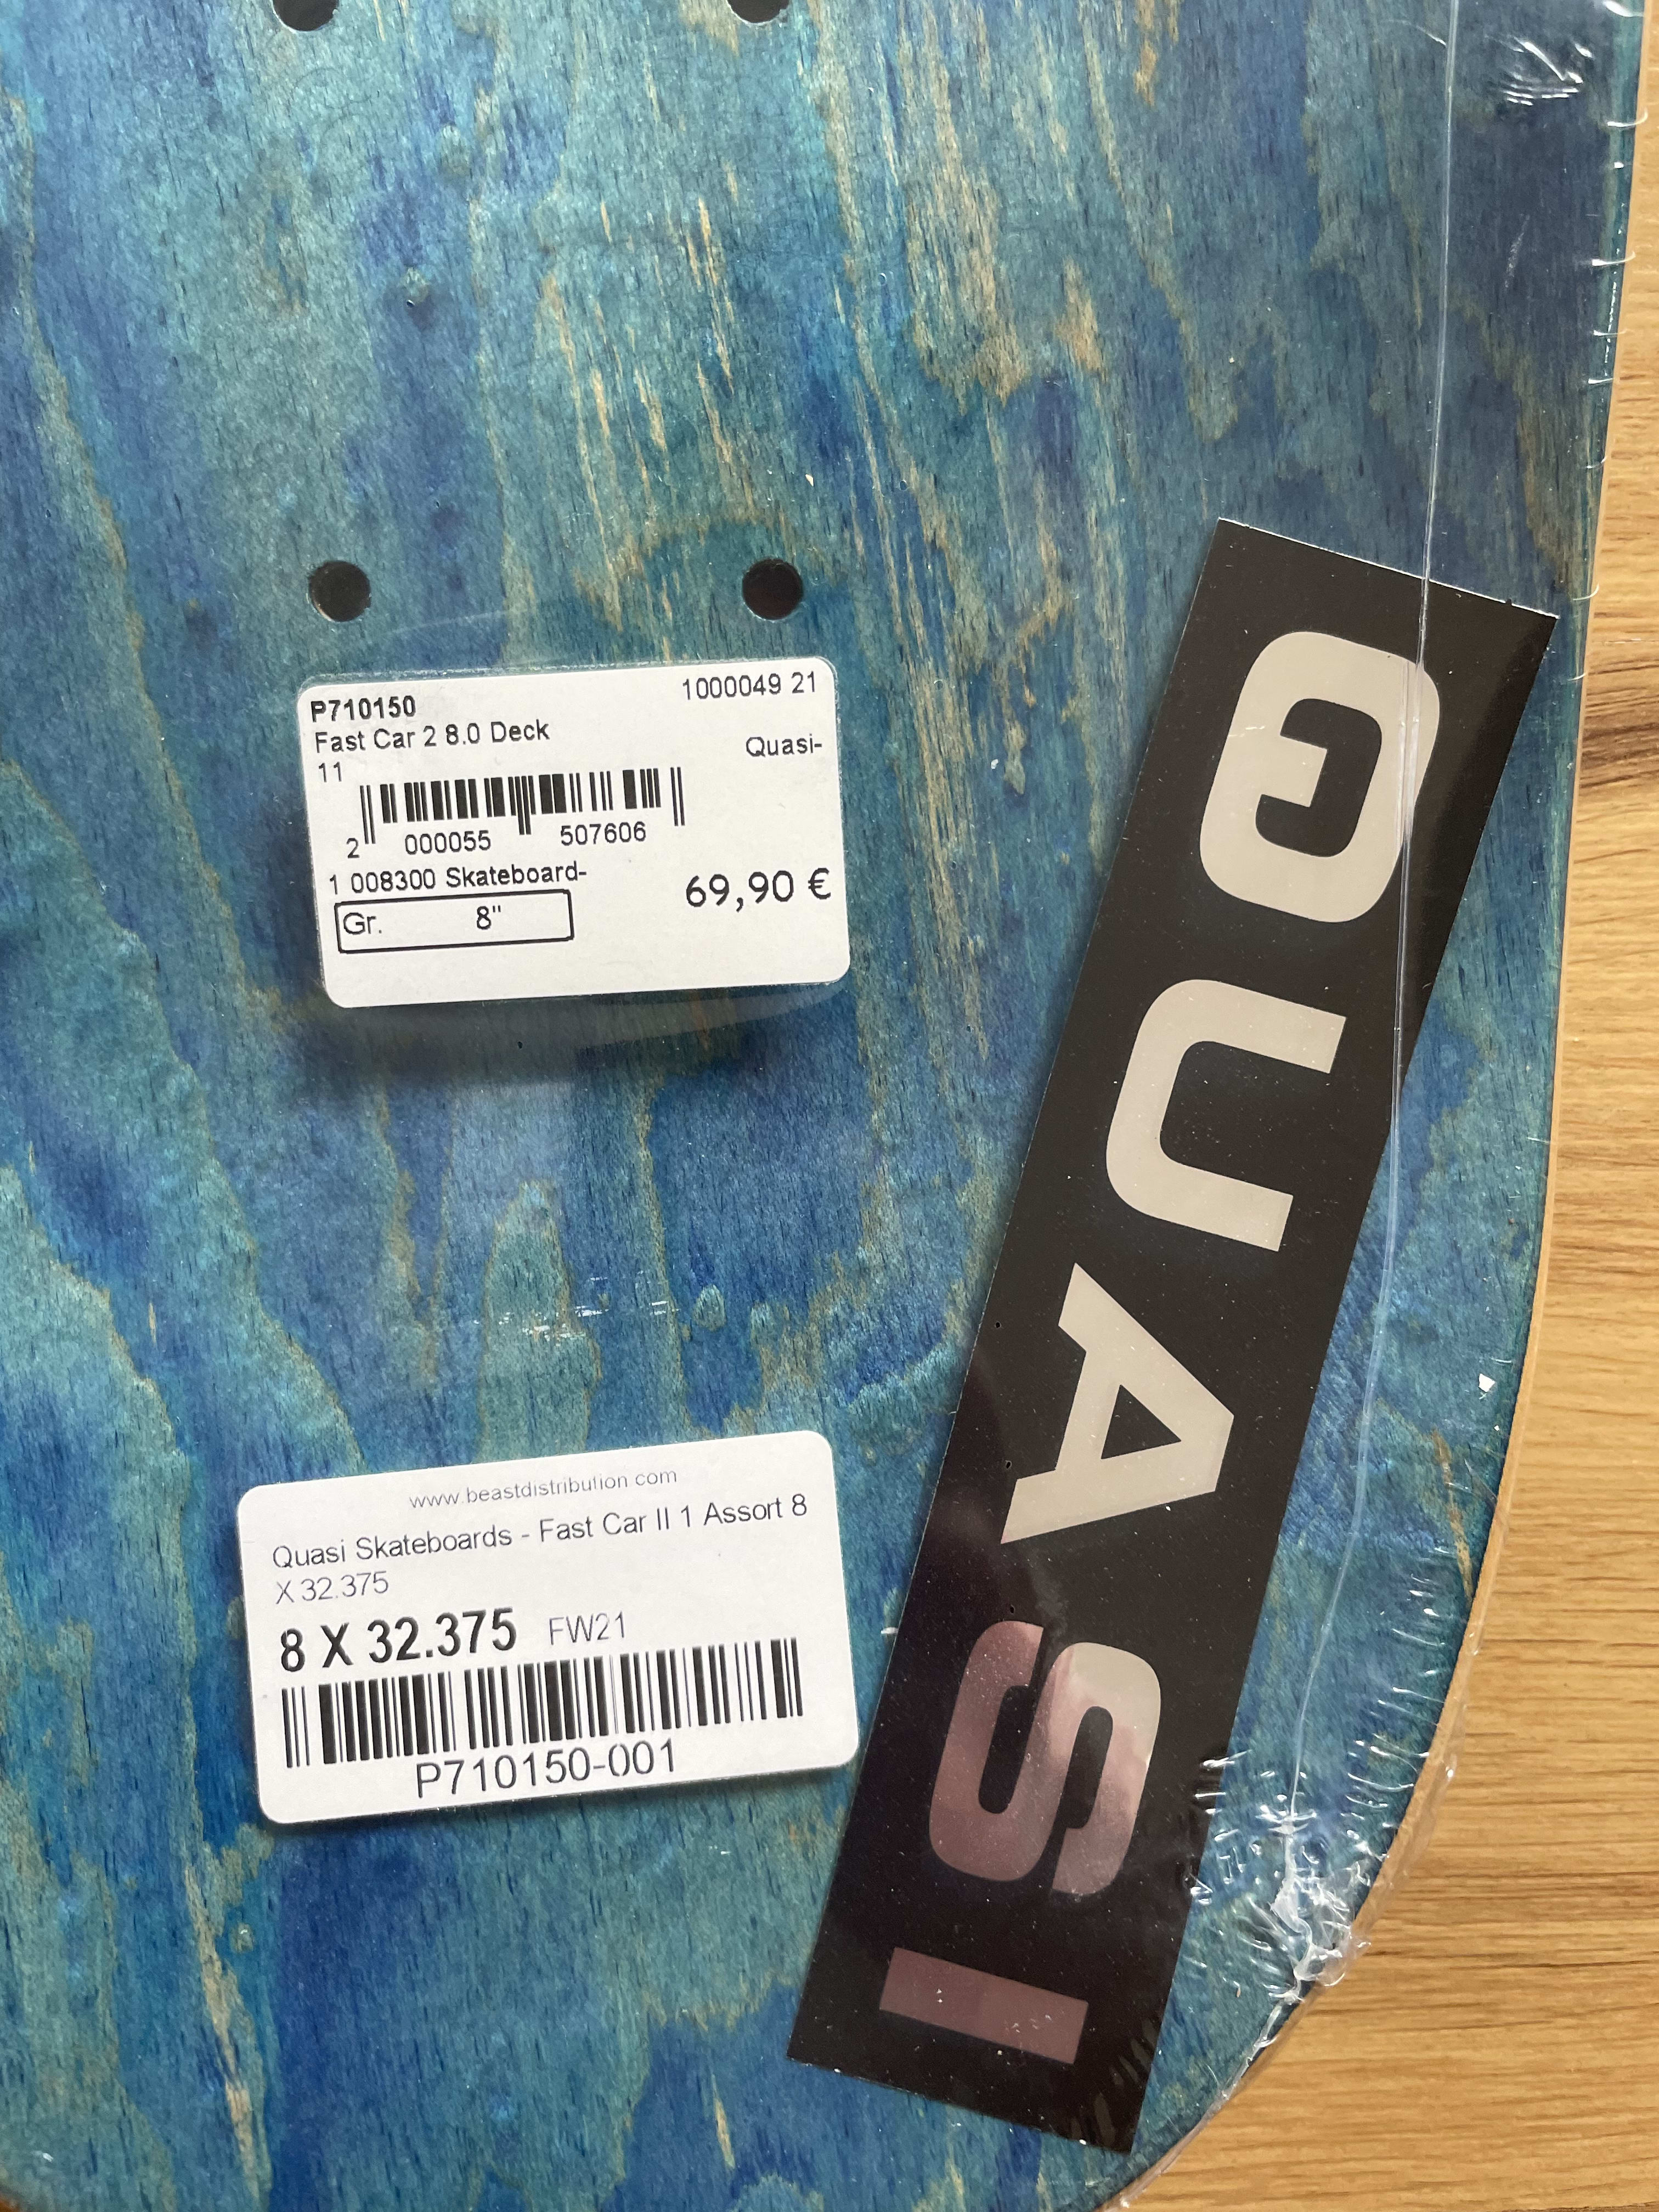 P710150
1000049 21
Fast Car 2 8.0 Deck
Quasi-
11
2 000055 507606
1 008300 Skateboard-
69,90 €
Gr. 8"
QUASI
www.beastdistribution.com
Quasi Skateboards - Fast Car II 1 Assort 8
X 32.375
8 X 32.375 FW21
P710150-001